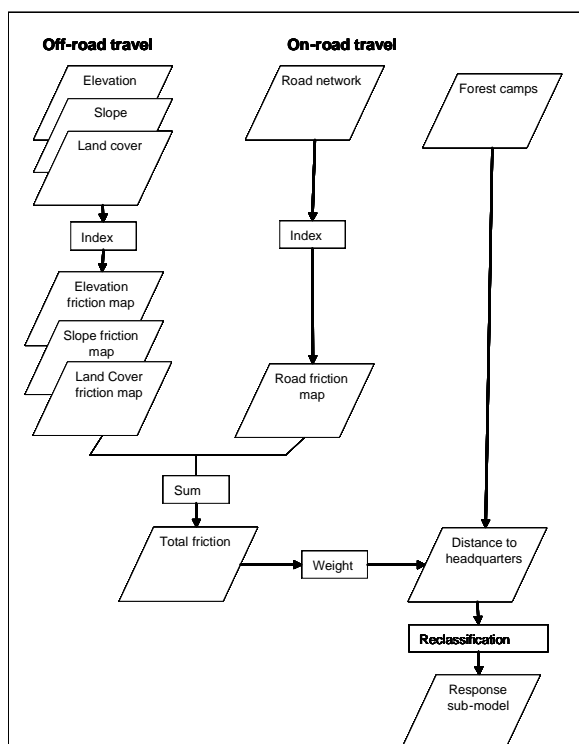 Off-road travel
On-road travel
Elevation
Slope
Land cover
Road network
Forest camps
Index
Index
Elevation
friction map
Slope friction
map
Land Cover
friction map
Road friction
map
Sum
Total friction
Weight
Distance to
headquarters
Reclassification
Response
sub-model